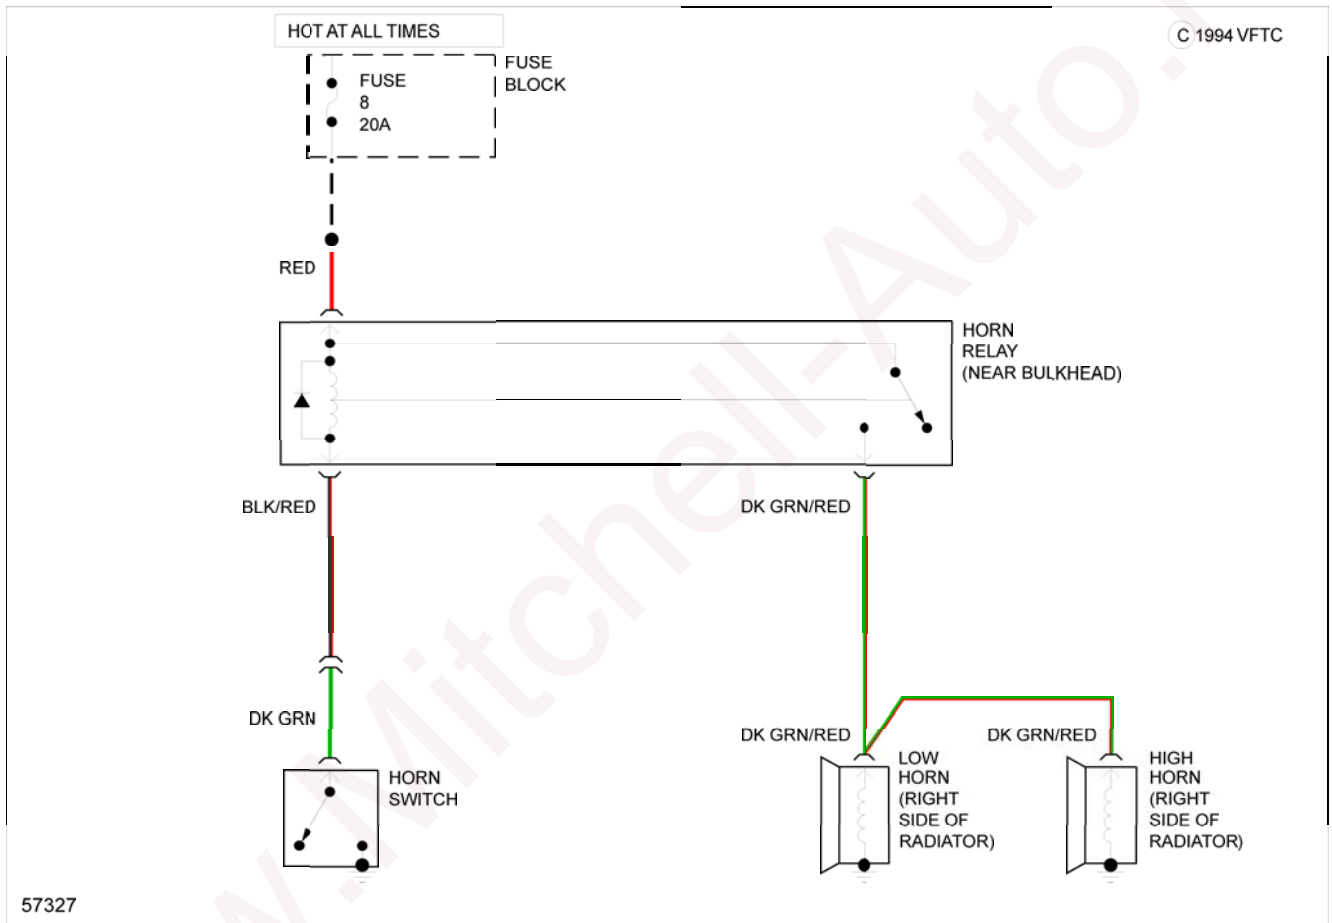 HOT AT ALL TIMES
C 1994 VFTC
FUSE
BLOCK
FUSE
8
20A
RED
HORN
RELAY
(NEAR BULKHEAD)
BLK/RED
DK GRN/RED
DK GRN
DK GRN/RED
DK GRN/RED
HORN
SWITCH
LOW
HORN
(RIGHT
SIDE OF
RADIATOR)
HIGH
HORN
(RIGHT
SIDE OF
RADIATOR)
57327
w.Mitchell-Auto.